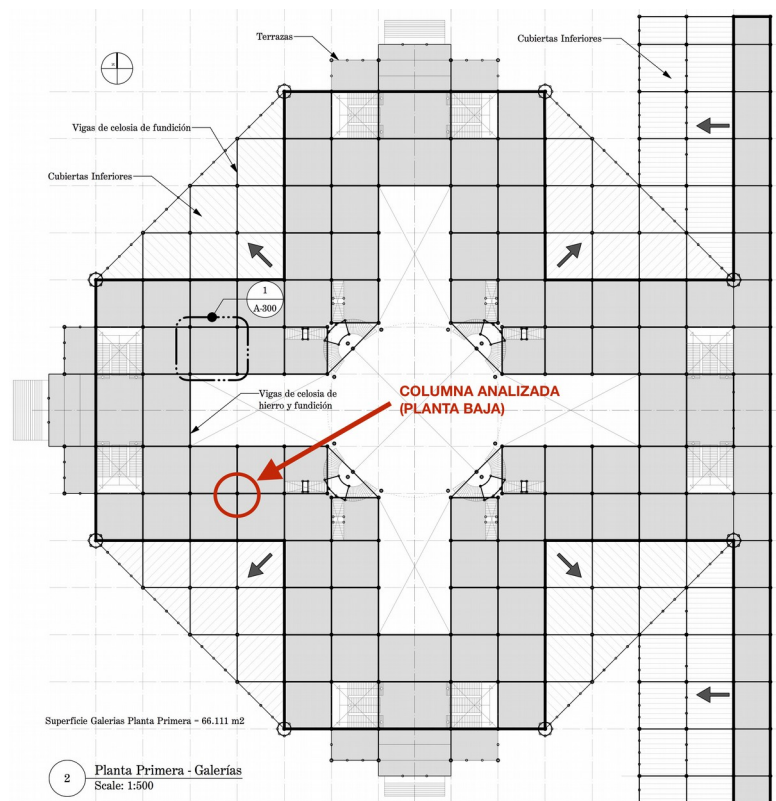 Terrazas
Cubiertas Inferiores
Vigas de celosia de fundición
Cubiertas Inferiores
1
A-300
Vigas de celosia de
hierro y fundición
COLUMNA ANALIZADA
(PLANTA BAJA)
Superficie Galerias Planta Primera - 66.111 m2
2
Planta Primera - Galerías
Scale: 1:500